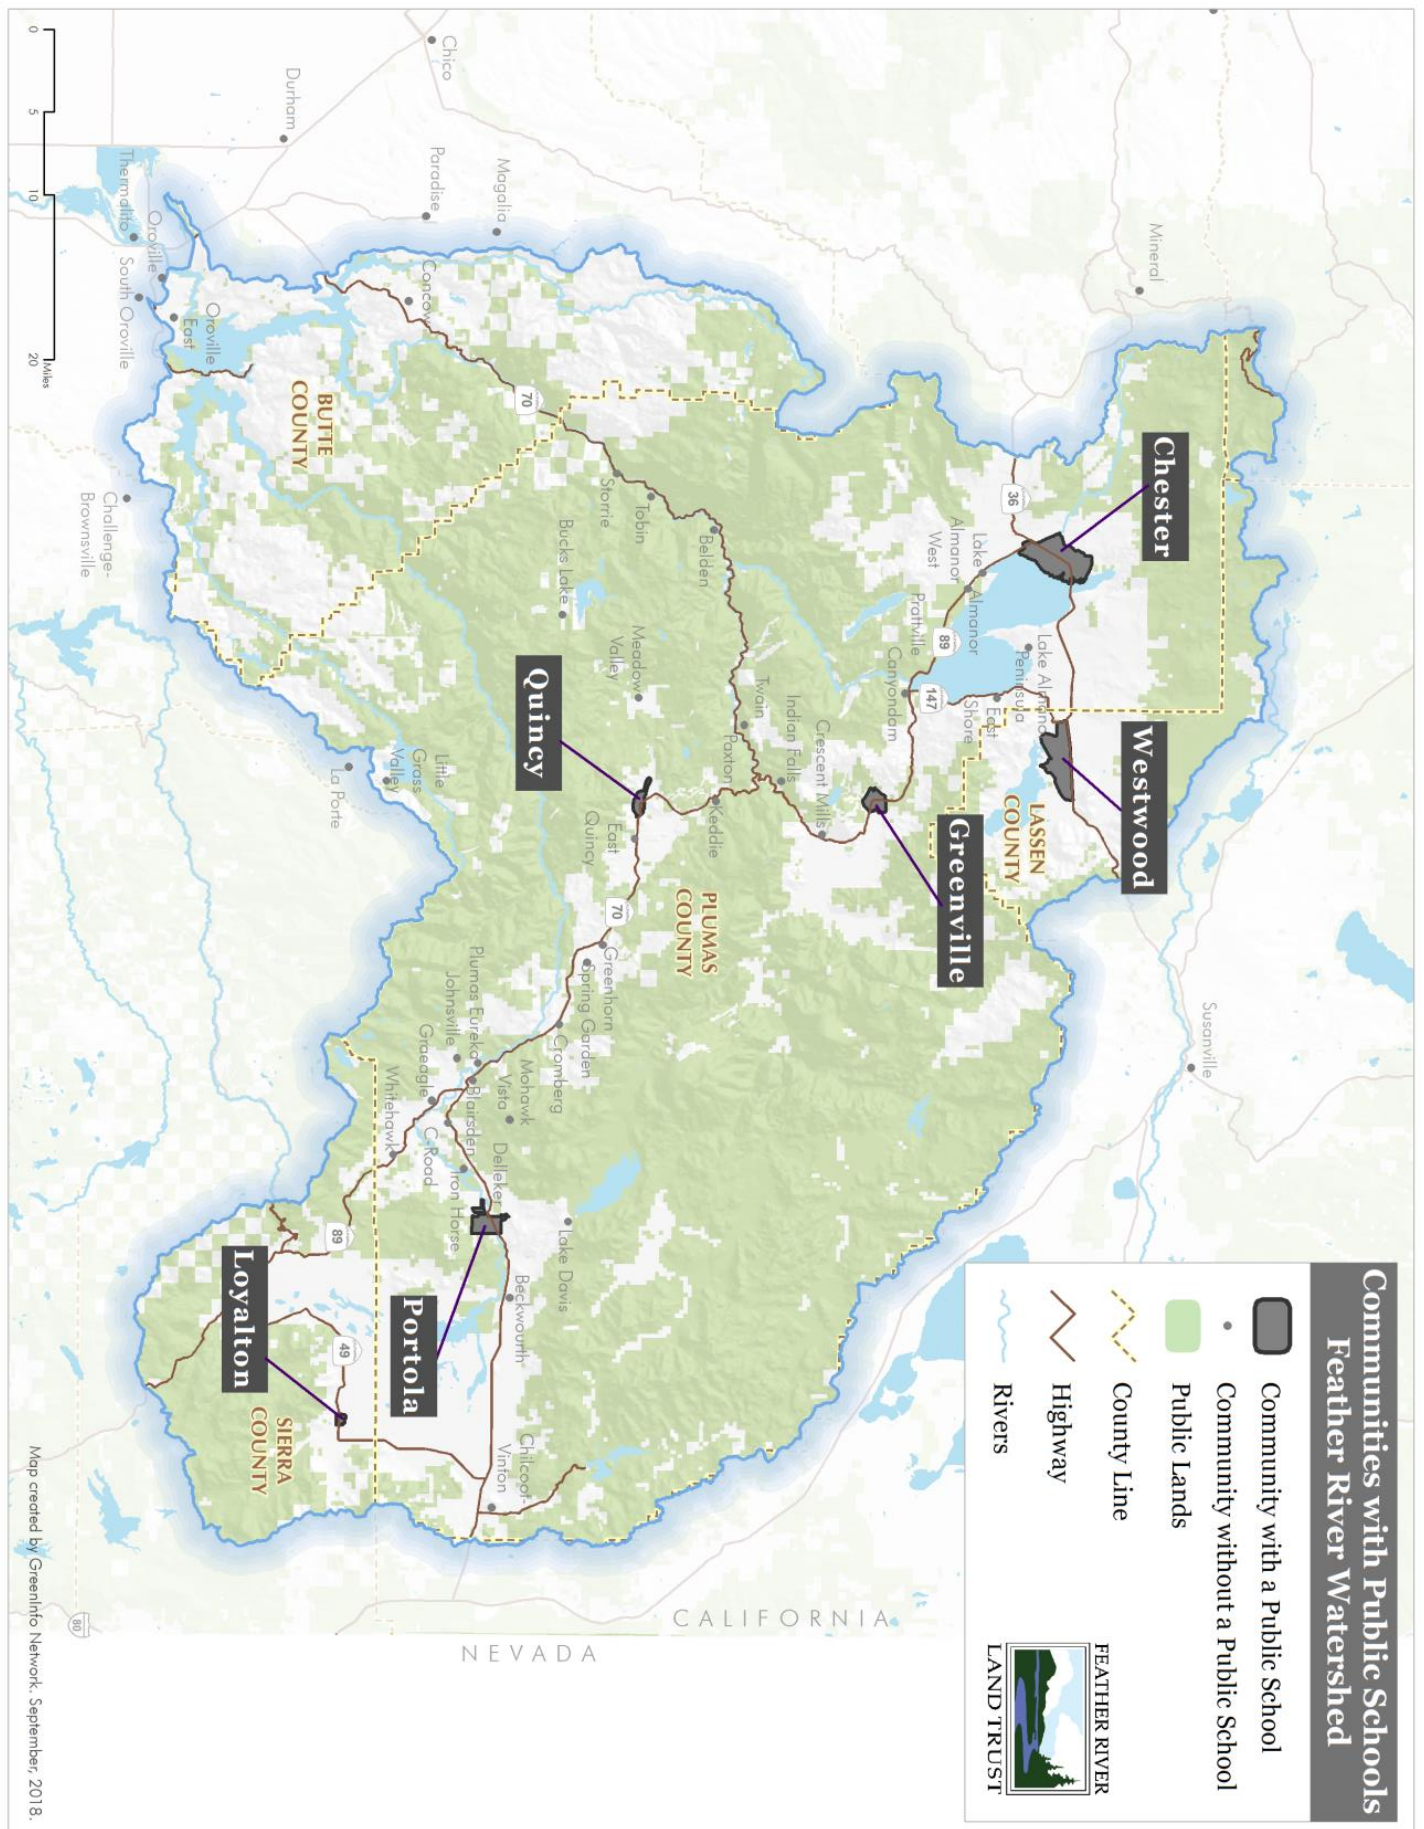 Communities with Public Schools
Feather River Watershed
Community with a Public School
Community without a Public School
Public Lands
County Line
Highway
Rivers
FEATHER RIVER
LAND TRUST
Mineral
Susanville
Chester
Westwood
36
Lake
Almanor
West
Almanor
Prattville
89
Lake Almanor
Peninsula
East
Shore
147
Canyondam
LASSEN
COUNTY
Greenville
Crescent Mills
Indian Falls
Twain
Paxton
Keddie
Belden
Tobin
Storrie
Bucks Lake
Meadow
Valley
Quincy
East
Quincy
PLUMAS
COUNTY
70
Greenhorn
Spring Garden
Cromberg
Mohawk
Vista
Plumas Eureka
Johnsville
Blairsden
Graeagle
Whitehawk
C Road
Iron Horse
Delleker
Lake Davis
Beckwourth
Portola
Chilcoot-
Vinton
89
Loyalton
49
SIERRA
COUNTY
Chico
Magalia
Paradise
Durham
Concow
70
BUTTE
COUNTY
Oroville
East
Oroville
Thermalito
South Oroville
Challenge-
Brownsville
Little
Grass
Valley
La Porte
CALIFORNIA
NEVADA
80
0 5 10 20 Miles
Map created by GreenInfo Network. September, 2018.